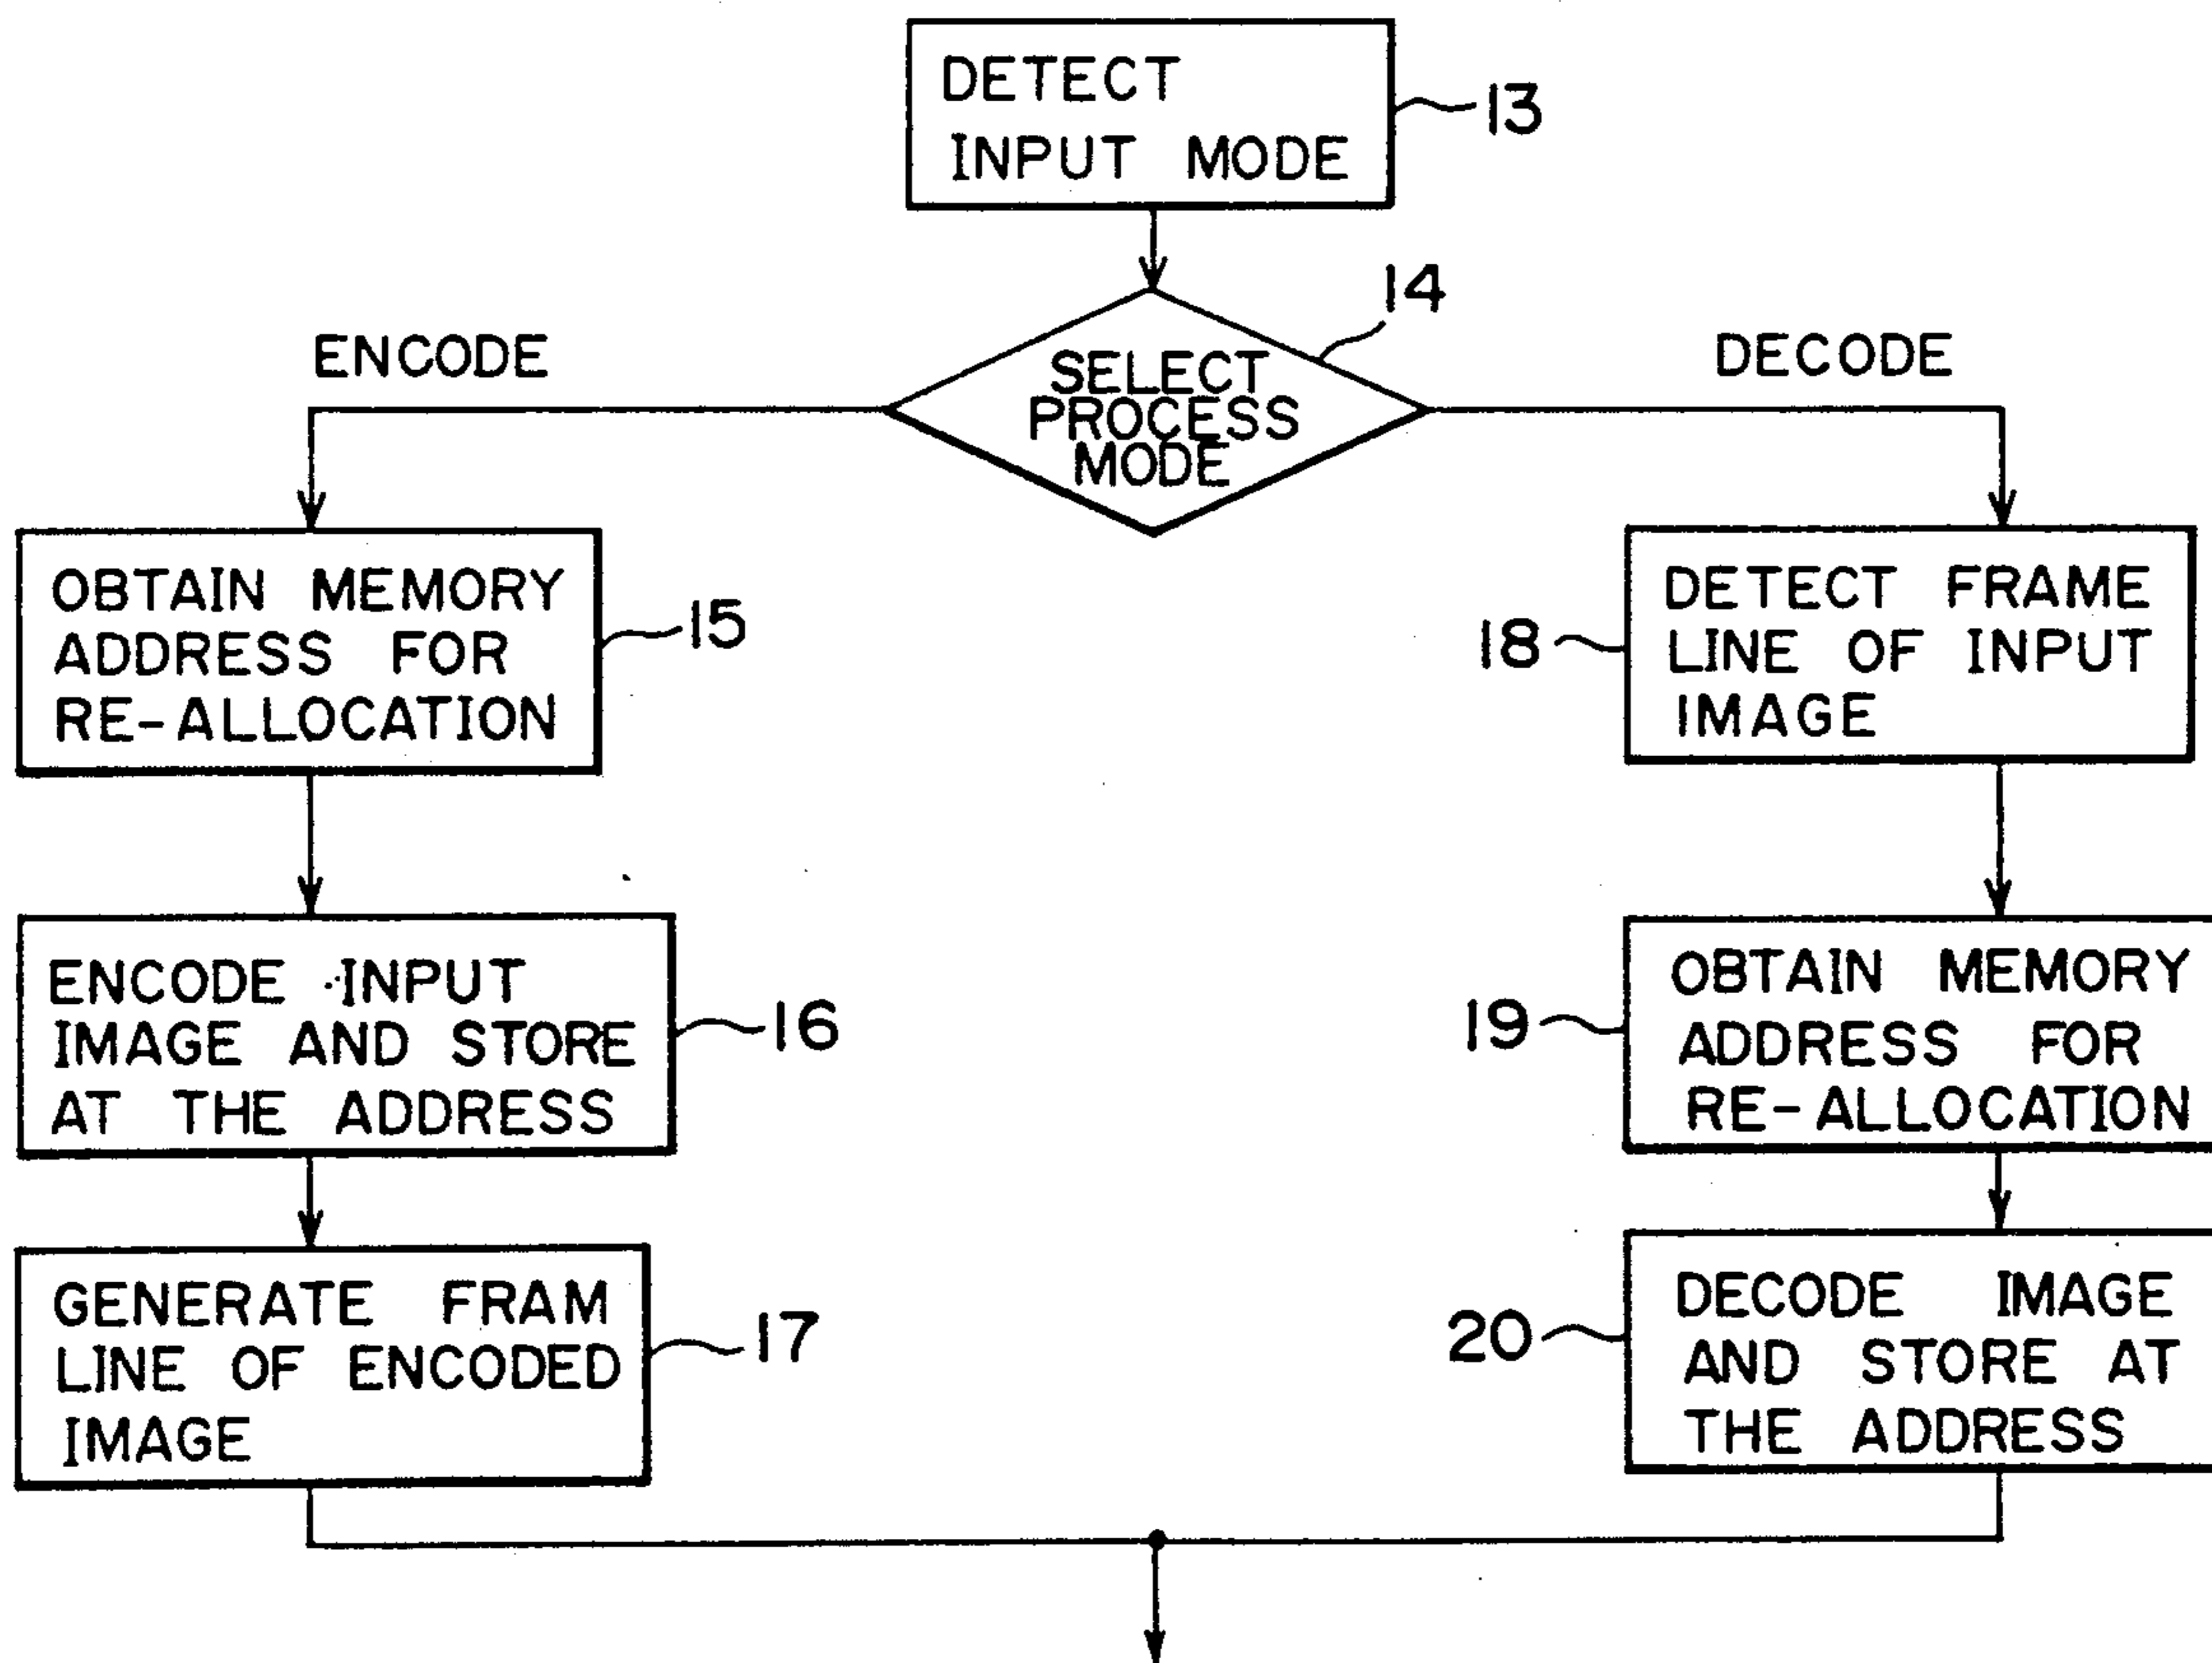 DETECT
INPUT MODE
13
14
SELECT
PROCESS
MODE
ENCODE
DECODE
OBTAIN MEMORY
ADDRESS FOR
RE-ALLOCATION
15
ENCODE INPUT
IMAGE AND STORE
AT THE ADDRESS
16
GENERATE FRAM
LINE OF ENCODED
IMAGE
17
DETECT FRAME
LINE OF INPUT
IMAGE
18
OBTAIN MEMORY
ADDRESS FOR
RE-ALLOCATION
19
DECODE IMAGE
AND STORE AT
THE ADDRESS
20